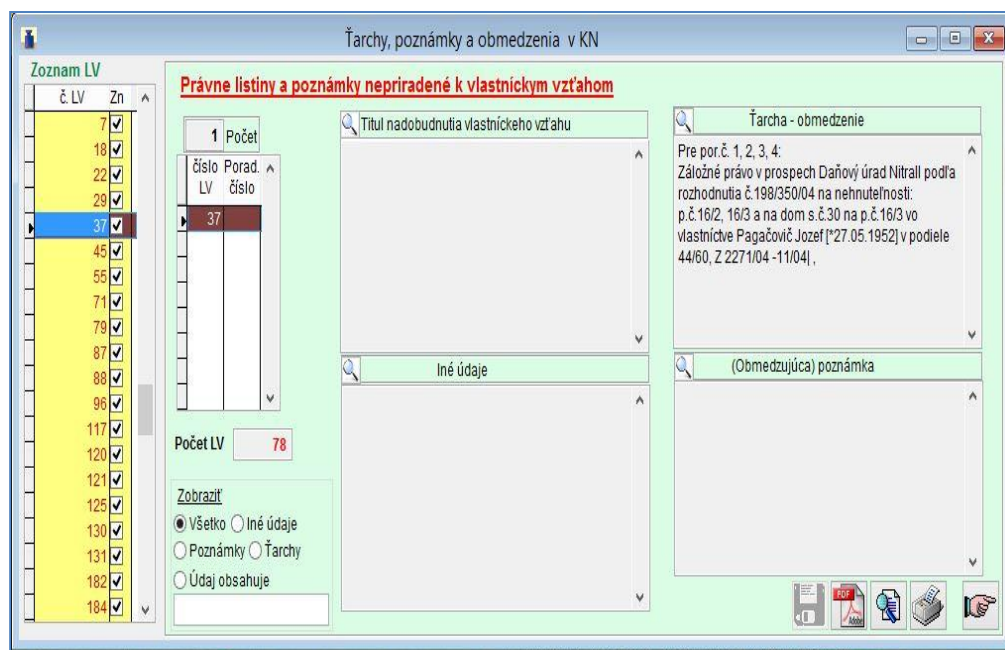 Ťarchy, poznámky a obmedzenia v KN
Zoznam LV
č. LV Zn
7
18
22
29
37
45
55
71
79
87
88
96
117
120
121
125
130
131
182
184
Právne listiny a poznámky nepriradené k vlastníckym vzťahom
1 Počet
číslo LV Porad. číslo
37
Počet LV 78
Zobraziť
Všetko Iné údaje
Poznámky Ťarchy
Údaj obsahuje
Titul nadobudnutia vlastníckeho vzťahu
Iné údaje
Ťarcha - obmedzenie
Pre por.č. 1, 2, 3, 4:
Záložné právo v prospech Daňový úrad NitraII podľa
rozhodnutia č.198/350/04 na nehnuteľnosti:
p.č.16/2, 16/3 a na dom s.č.30 na p.č.16/3 vo
vlastníctve Pagačovič Jozef [*27.05.1952] v podiele
44/60, Z 2271/04 -11/04| ,
(Obmedzujúca) poznámka
PDF
Adobe